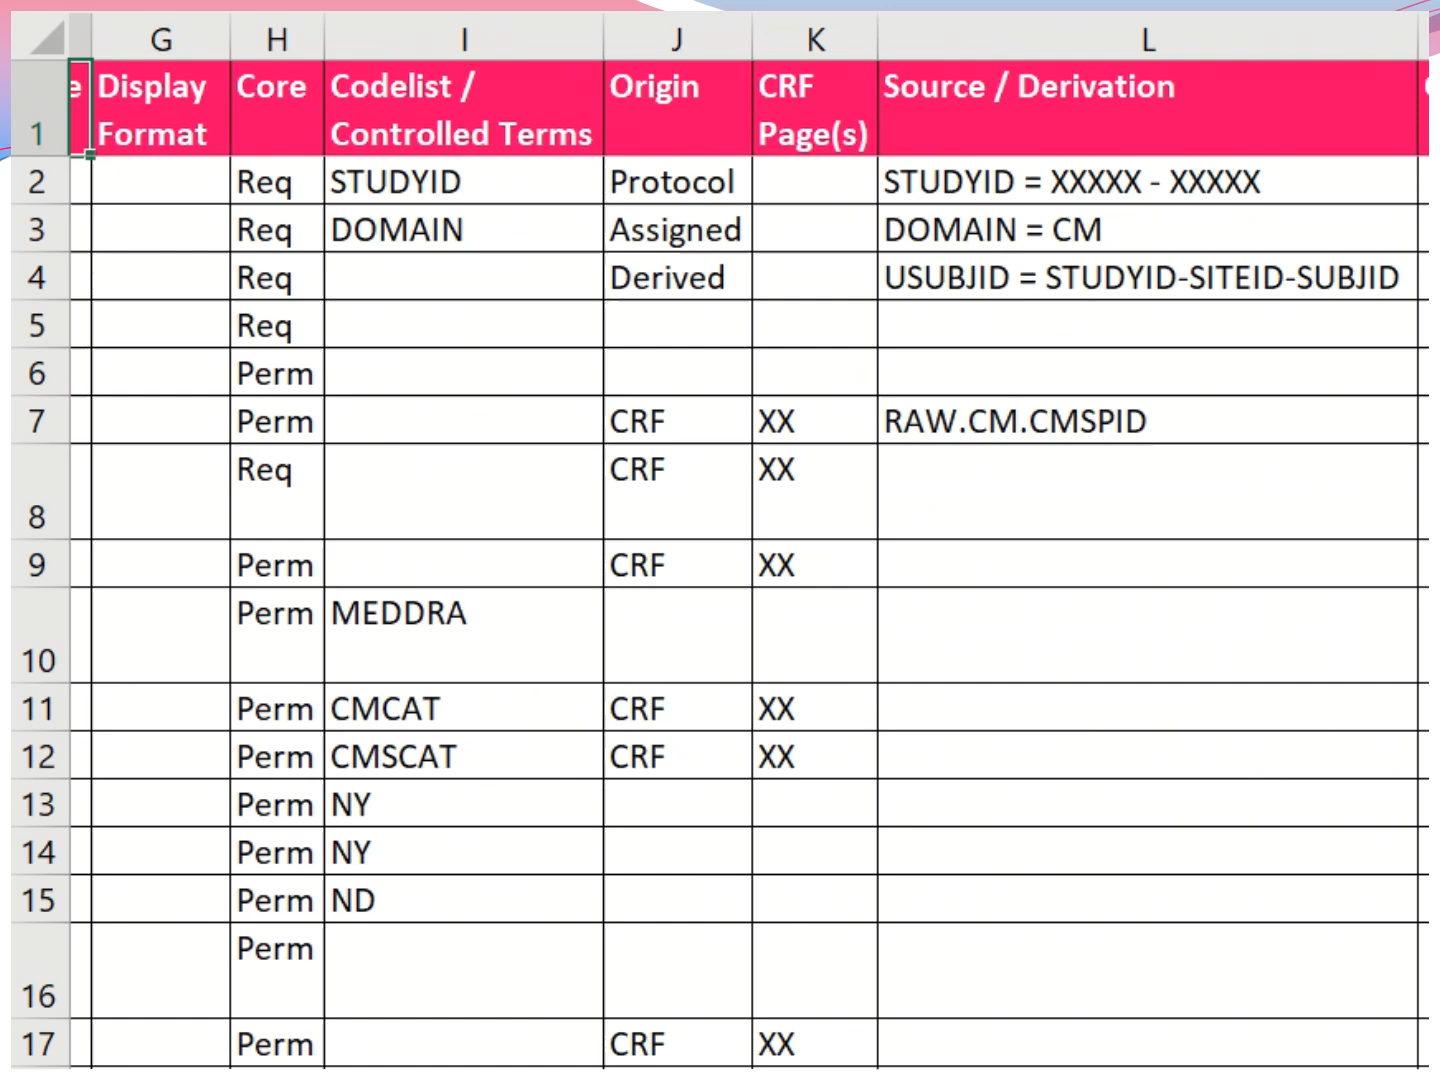 G H I J K L
1 e Display Format Core Codelist / Controlled Terms Origin CRF Page(s) Source / Derivation
2 Req STUDYID Protocol STUDYID = XXXXX - XXXXX
3 Req DOMAIN Assigned DOMAIN = CM
4 Req Derived USUBJID = STUDYID-SITEID-SUBJID
5 Req
6 Perm
7 Perm CRF XX RAW.CM.CMSPID
8 Req CRF XX
9 Perm CRF XX
10 Perm MEDDRA
11 Perm CMCAT CRF XX
12 Perm CMSCAT CRF XX
13 Perm NY
14 Perm NY
15 Perm ND
16 Perm
17 Perm CRF XX